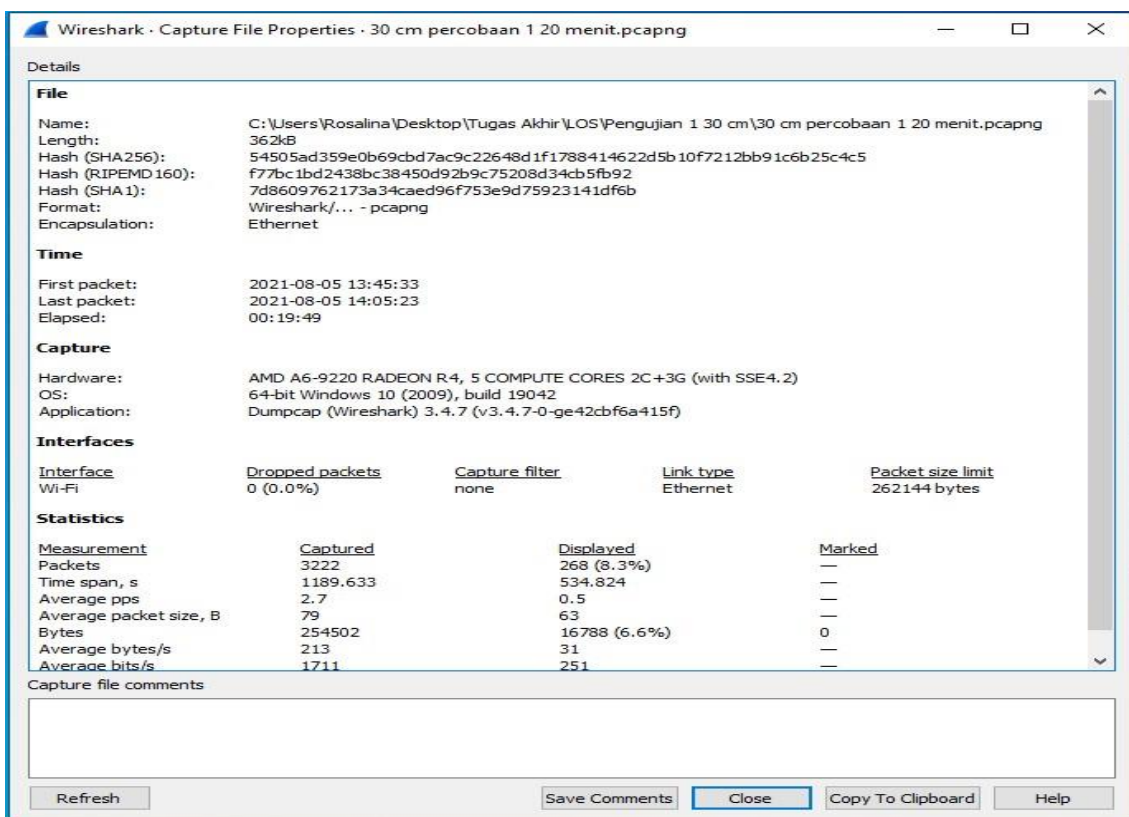 Wireshark · Capture File Properties · 30 cm percobaan 1 20 menit.pcapng
Details
File
Name: C:\Users\Rosalina\Desktop\Tugas Akhir\LOS\Pengujian 1 30 cm\30 cm percobaan 1 20 menit.pcapng
Length: 362kB
Hash (SHA256): 54505ad359e0b69cbd7ac9c22648d1f1788414622d5b10f7212bb91c6b25c4c5
Hash (RIPEMD160): f77bc1bd2438bc38450d92b9c75208d34cb5fb92
Hash (SHA1): 7d8609762173a34caed96f753e9d75923141df6b
Format: Wireshark/... - pcapng
Encapsulation: Ethernet
Time
First packet: 2021-08-05 13:45:33
Last packet: 2021-08-05 14:05:23
Elapsed: 00:19:49
Capture
Hardware: AMD A6-9220 RADEON R4, 5 COMPUTE CORES 2C+3G (with SSE4.2)
OS: 64-bit Windows 10 (2009), build 19042
Application: Dumpcap (Wireshark) 3.4.7 (v3.4.7-0-ge42cbf6a415f)
Interfaces
Interface Dropped packets Capture filter Link type Packet size limit
Wi-Fi 0 (0.0%) none Ethernet 262144 bytes
Statistics
Measurement Captured Displayed Marked
Packets 3222 268 (8.3%) —
Time span, s 1189.633 534.824 —
Average pps 2.7 0.5 —
Average packet size, B 79 63 —
Bytes 254502 16788 (6.6%) 0
Average bytes/s 213 31 —
Average bits/s 1711 251 —
Capture file comments
Refresh Save Comments Close Copy To Clipboard Help